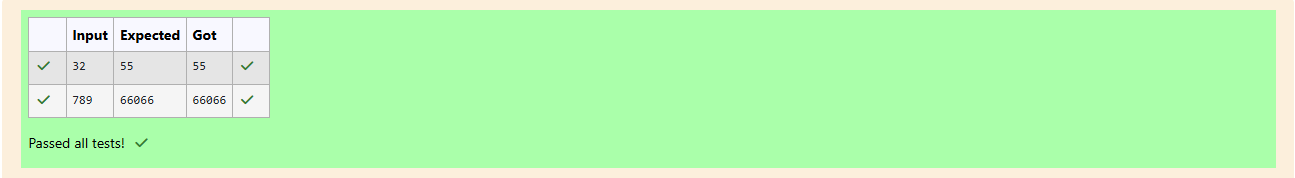 Input Expected Got
32 55 55
789 66066 66066
Passed all tests!